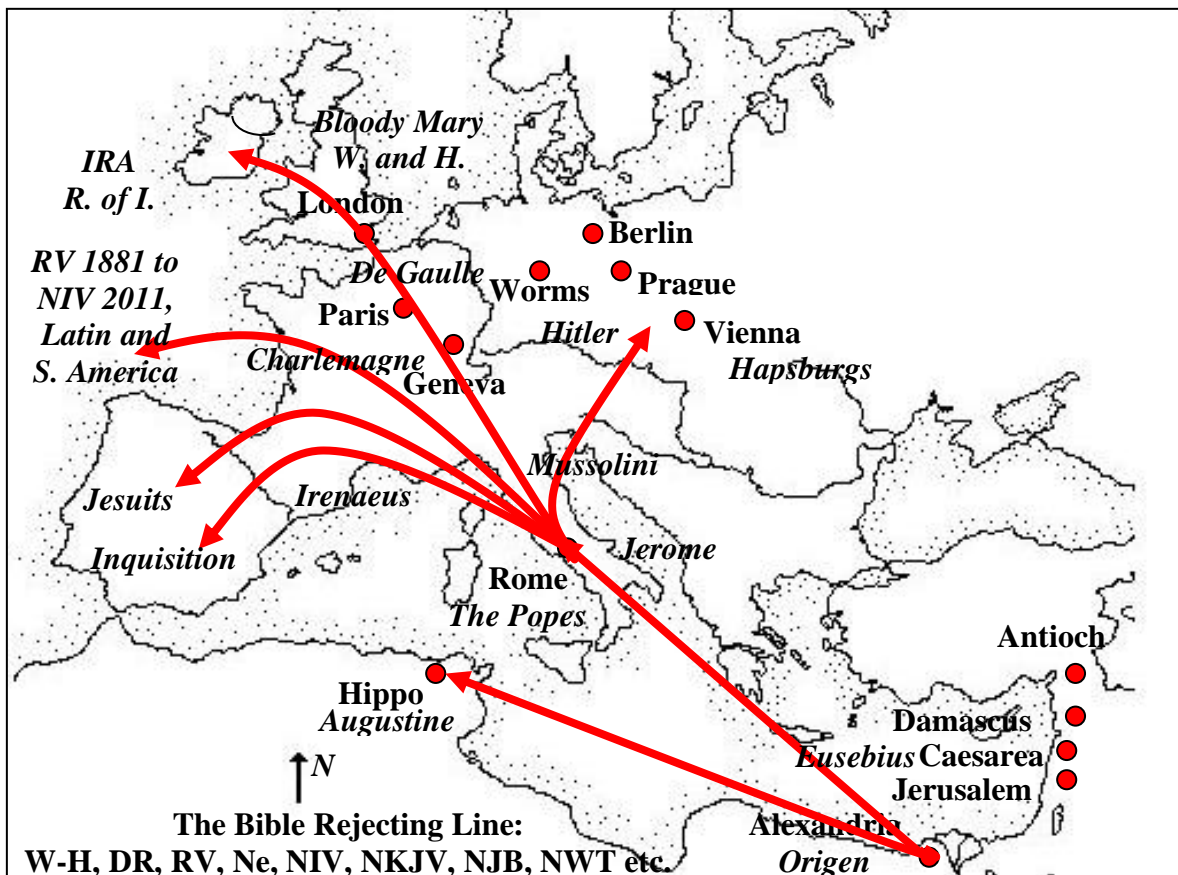 Bloody Mary
W. and H.
IRA
R. of I.
London
Berlin
RV 1881 to
NIV 2011,
Latin and
S. America
De Gaulle
Worms
Prague
Paris
Hitler
Vienna
Charlemagne
Hapsburgs
Geneva
Mussolini
Jesuits
Irenaeus
Inquisition
Jerome
Rome
The Popes
Antioch
Hippo
Augustine
Damascus
Eusebius Caesarea
Jerusalem
N
Alexandria
Origen
The Bible Rejecting Line:
W-H, DR, RV, Ne, NIV, NKJV, NJB, NWT etc.